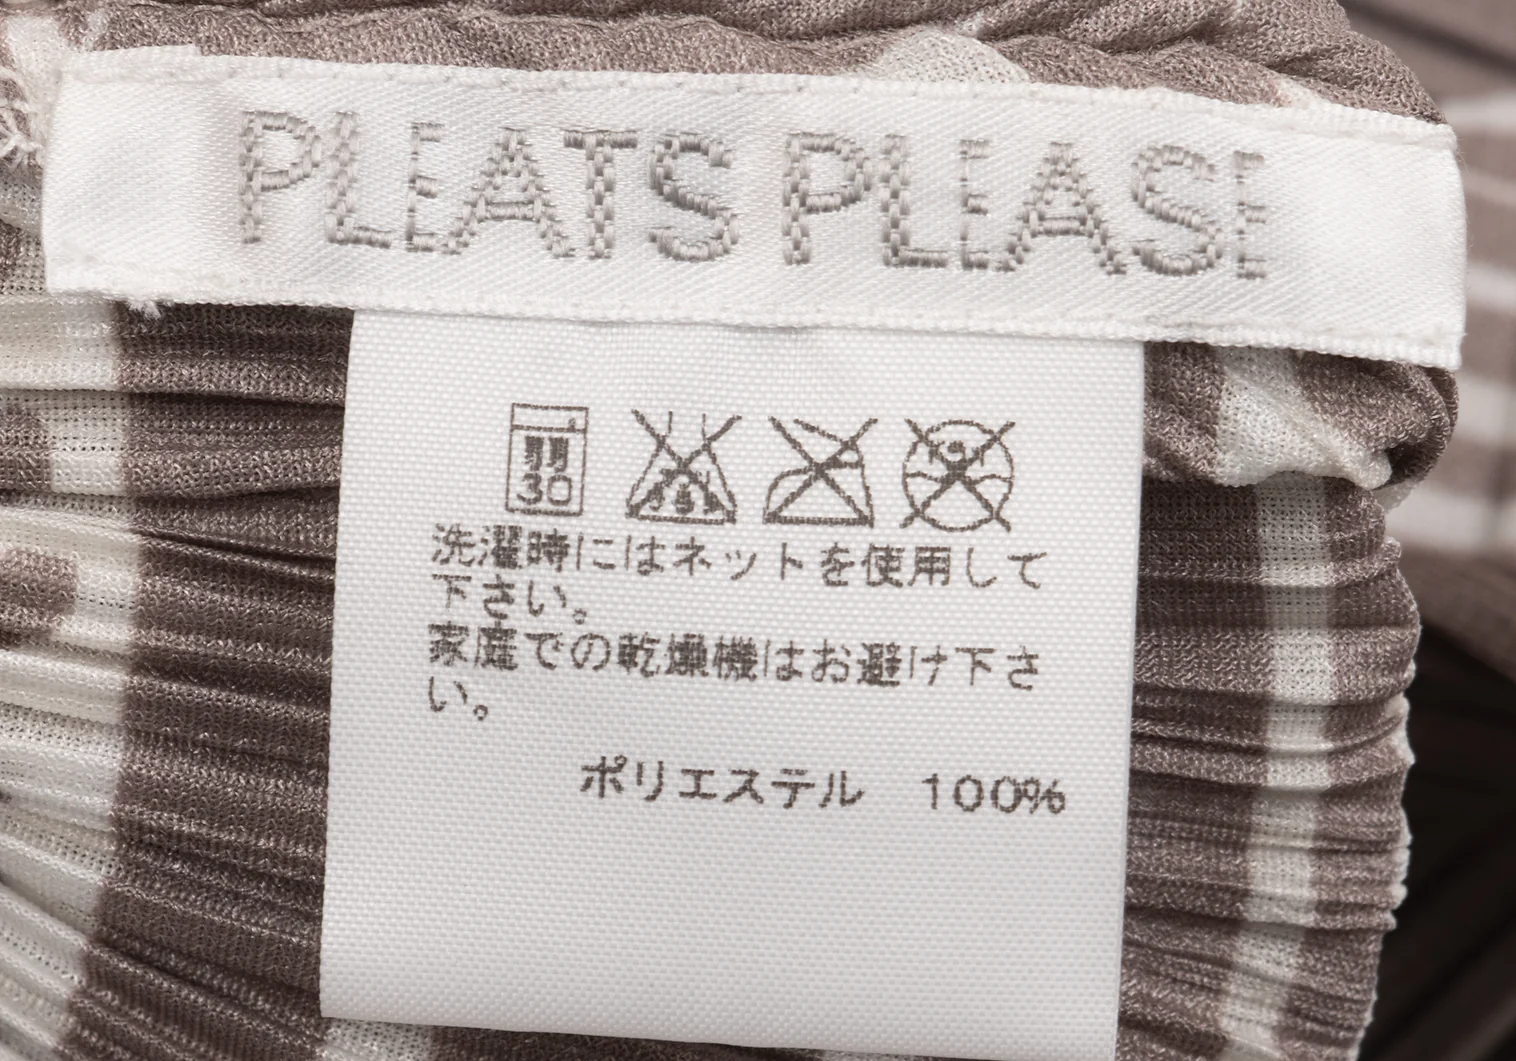 PLEATS PLEASE
弱
30
洗濯時にはネットを使用して
下さい。
家庭での乾燥機はお避け下さ
い。
ポリエステル 100%